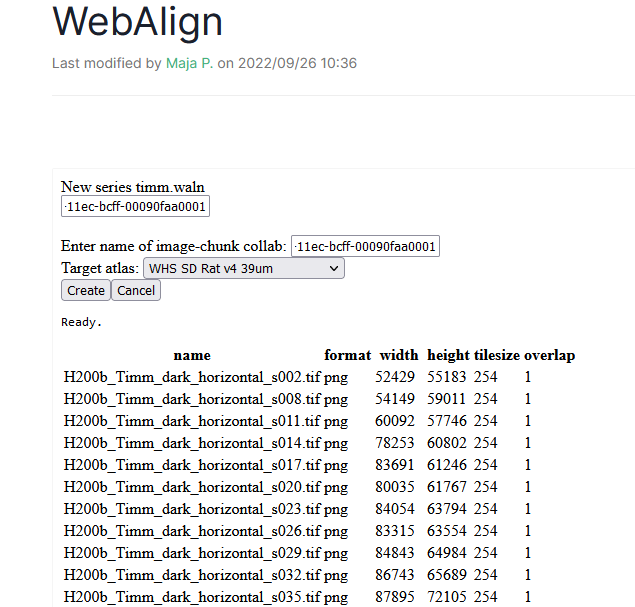 WebAlign
Last modified by Maja P. on 2022/09/26 10:36
New series timm.waln
-11ec-bcff-00090faa0001
Enter name of image-chunk collab: -11ec-bcff-00090faa0001
Target atlas: WHS SD Rat v4 39um
Create Cancel
Ready.
name format width height tilesize overlap
H200b_Timm_dark_horizontal_s002.tif png 52429 55183 254 1
H200b_Timm_dark_horizontal_s008.tif png 54149 59011 254 1
H200b_Timm_dark_horizontal_s011.tif png 60092 57746 254 1
H200b_Timm_dark_horizontal_s014.tif png 78253 60802 254 1
H200b_Timm_dark_horizontal_s017.tif png 83691 61246 254 1
H200b_Timm_dark_horizontal_s020.tif png 80035 61767 254 1
H200b_Timm_dark_horizontal_s023.tif png 84054 63794 254 1
H200b_Timm_dark_horizontal_s026.tif png 83315 63554 254 1
H200b_Timm_dark_horizontal_s029.tif png 84843 64984 254 1
H200b_Timm_dark_horizontal_s032.tif png 86743 65689 254 1
H200b_Timm_dark_horizontal_s035.tif png 87895 72105 254 1